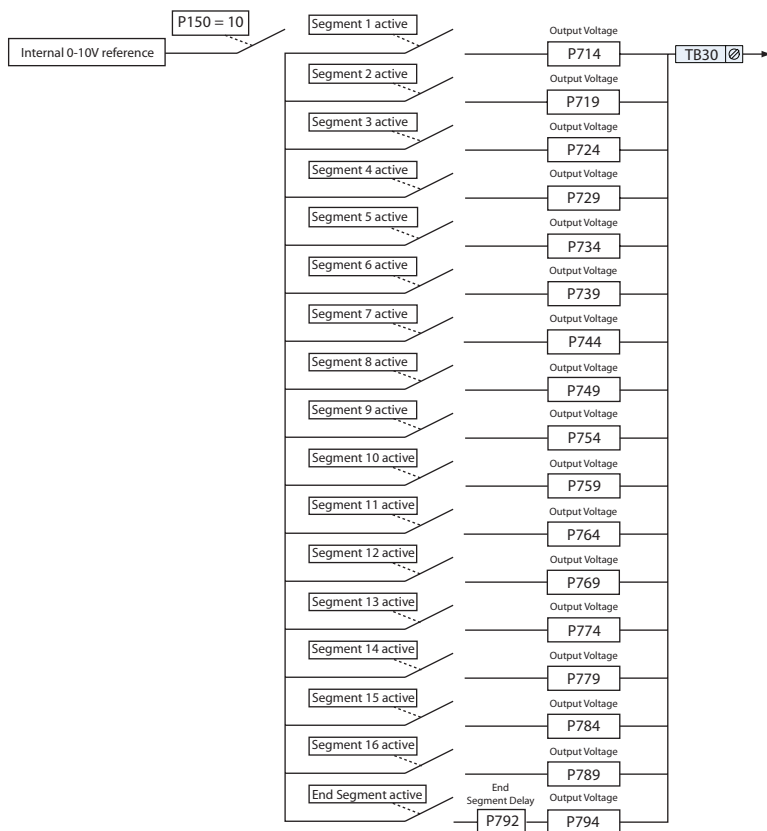 P150 = 10
Internal 0-10V reference
Segment 1 active
Output Voltage
P714
TB30
Segment 2 active
Output Voltage
P719
Segment 3 active
Output Voltage
P724
Segment 4 active
Output Voltage
P729
Segment 5 active
Output Voltage
P734
Segment 6 active
Output Voltage
P739
Segment 7 active
Output Voltage
P744
Segment 8 active
Output Voltage
P749
Segment 9 active
Output Voltage
P754
Segment 10 active
Output Voltage
P759
Segment 11 active
Output Voltage
P764
Segment 12 active
Output Voltage
P769
Segment 13 active
Output Voltage
P774
Segment 14 active
Output Voltage
P779
Segment 15 active
Output Voltage
P784
Segment 16 active
Output Voltage
P789
End Segment active
End
Segment Delay
P792
Output Voltage
P794